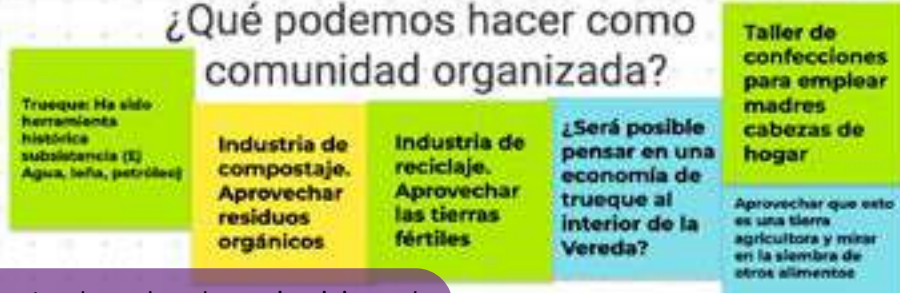 ¿Qué podemos hacer como
comunidad organizada?
Trueque: Ha sido
herramienta
histórica
subsistencia (Ej
Agua, leña, petróleo)
Industria de
compostaje.
Aprovechar
residuos
orgánicos
Industria de
reciclaje.
Aprovechar
las tierras
fértiles
¿Será posible
pensar en una
economía de
trueque al
interior de la
Vereda?
Taller de
confecciones
para emplear
madres
cabezas de
hogar
Aprovechar que esto
es una tierra
agricultora y mirar
en la siembra de
otros alimentos